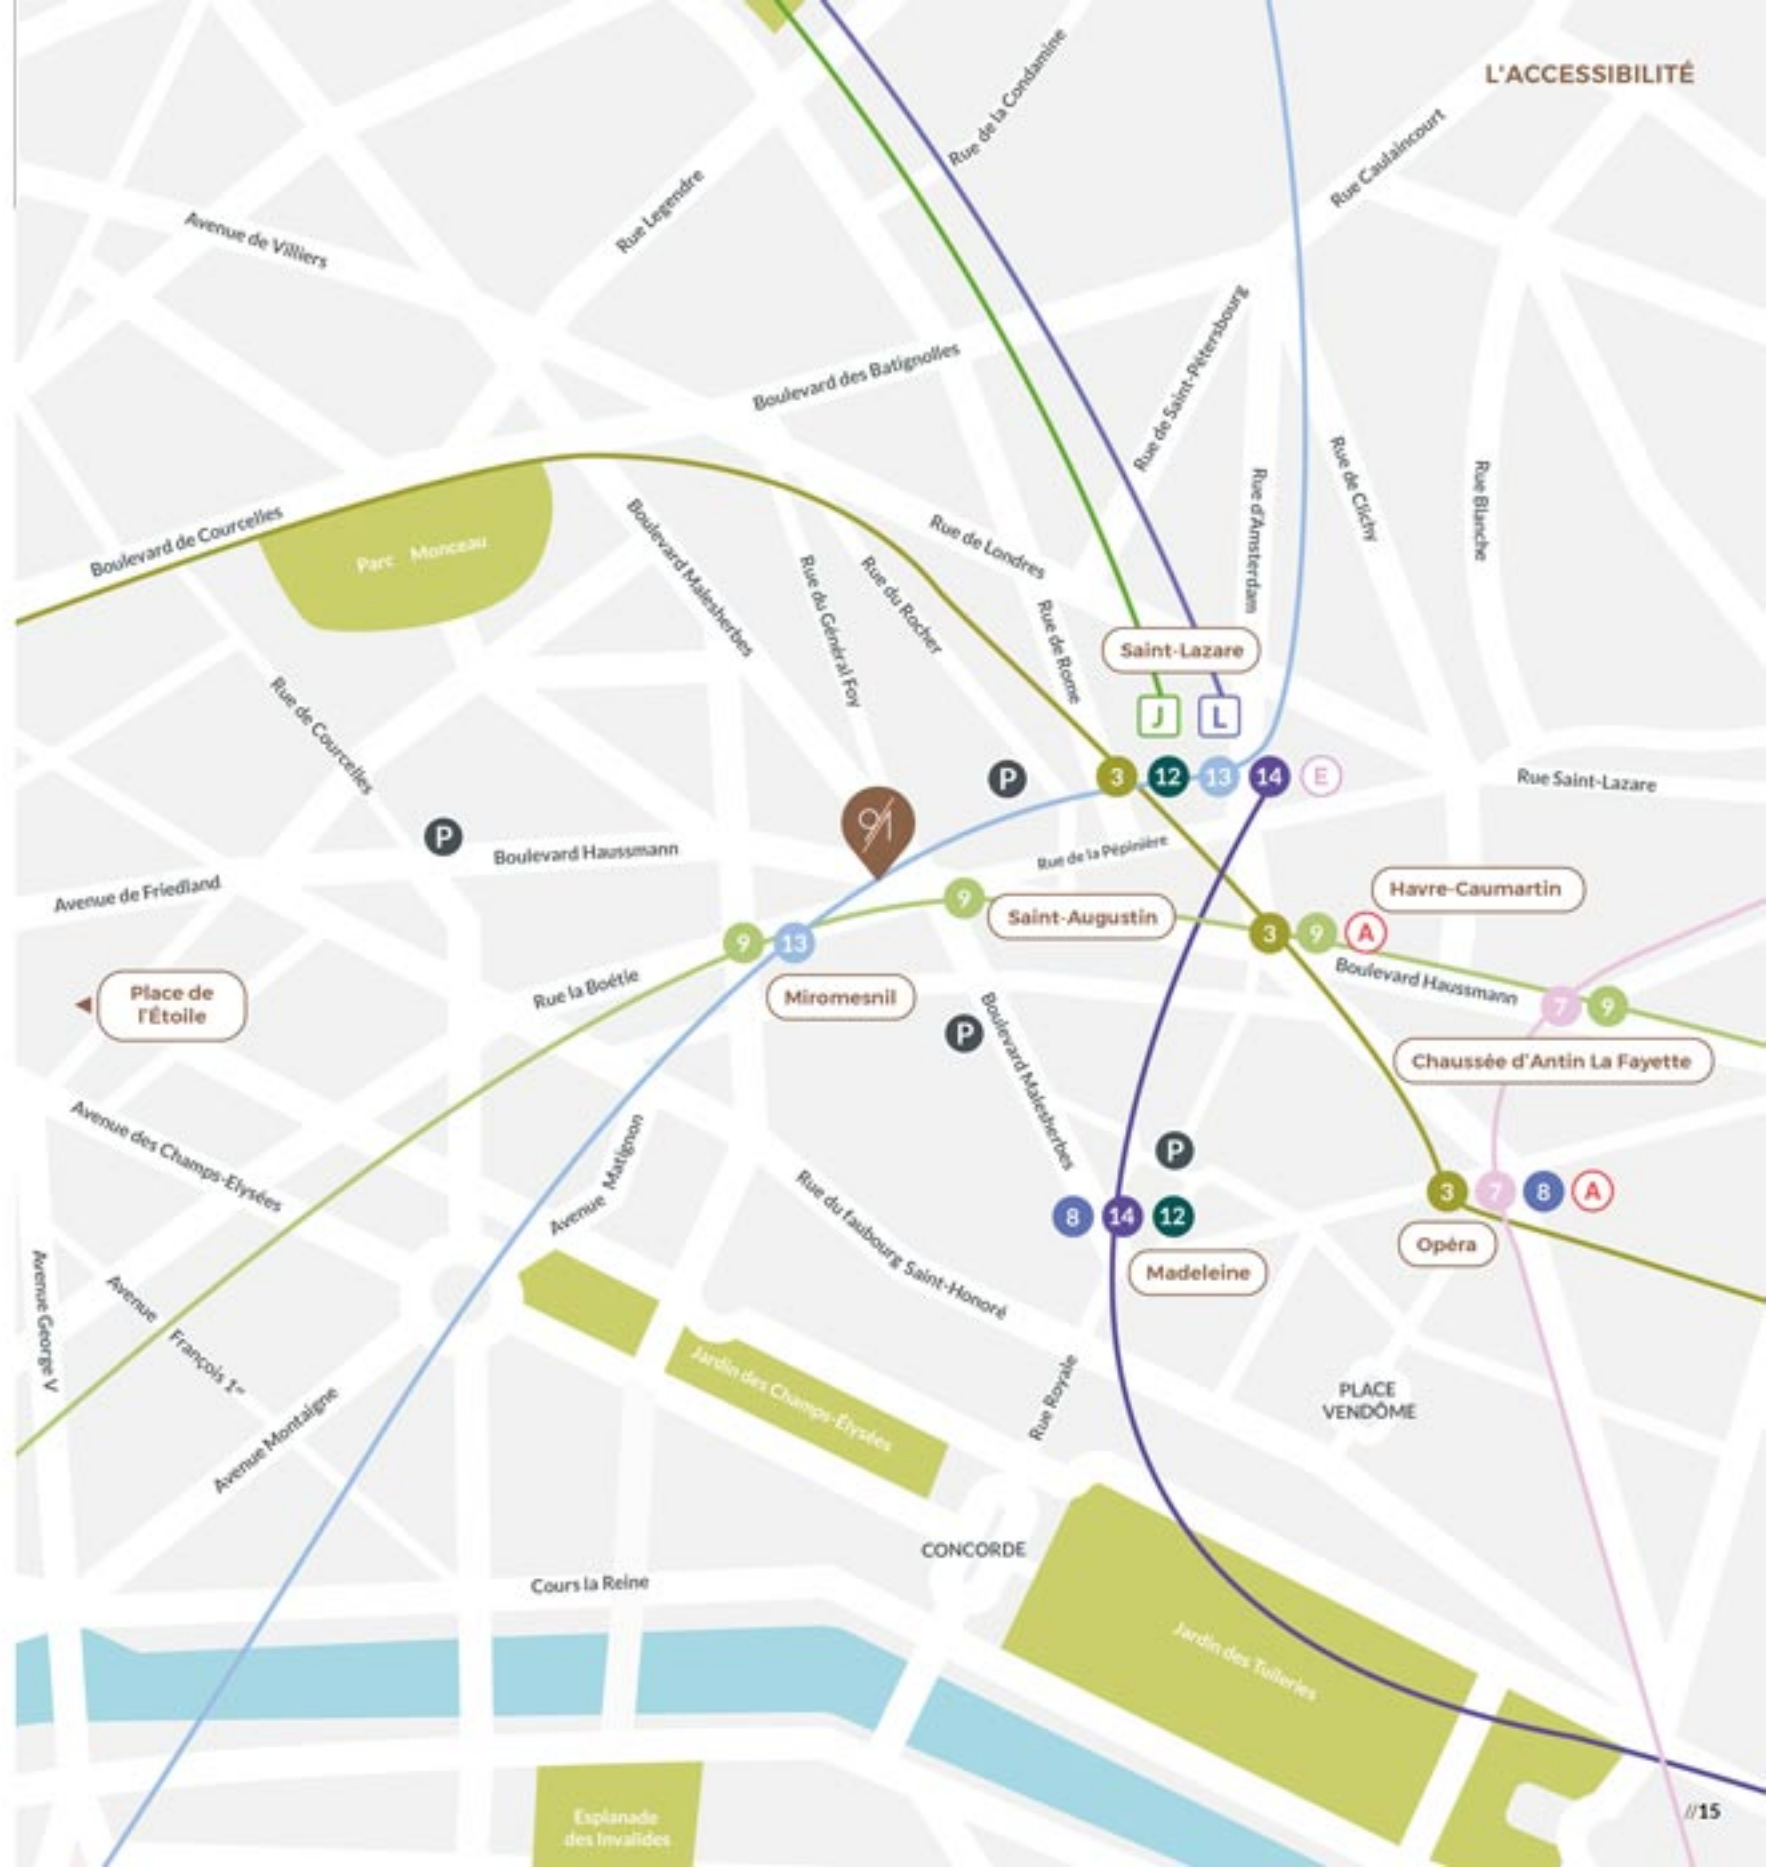 L'ACCESSIBILITÉ
Rue de la Condamine
Rue Caulaincourt
Rue Legendre
Avenue de Villiers
Rue de Saint-Pétersbourg
Boulevard des Batignolles
Rue de Clichy
Rue Blanche
Rue d'Amsterdam
Boulevard de Courcelles
Parc Monceau
Boulevard Malesherbes
Rue du Général Foy
Rue du Rocher
Rue de Londres
Rue de Rome
Saint-Lazare
J L
Rue de Courcelles
P
3 12 13 14 E
Rue Saint-Lazare
9/1
P
Boulevard Haussmann
Rue de la Pépinière
Avenue de Friedland
Havre-Caumartin
9
Saint-Augustin
3 9 A
9 13
Boulevard Haussmann
Rue la Boétie
Miromesnil
Place de
l'Étoile
7 9
P
Boulevard Malesherbes
Chaussée d'Antin La Fayette
Avenue des Champs-Elysées
Avenue Matignon
P
Rue du faubourg Saint-Honoré
8 14 12
3 7 8 A
Madeleine
Opéra
Avenue George V
Avenue François 1er
Avenue Montaigne
Jardin des Champs-Élysées
Rue Royale
PLACE
VENDÔME
CONCORDE
Cours la Reine
Jardin des Tuileries
Esplanade
des Invalides
//15